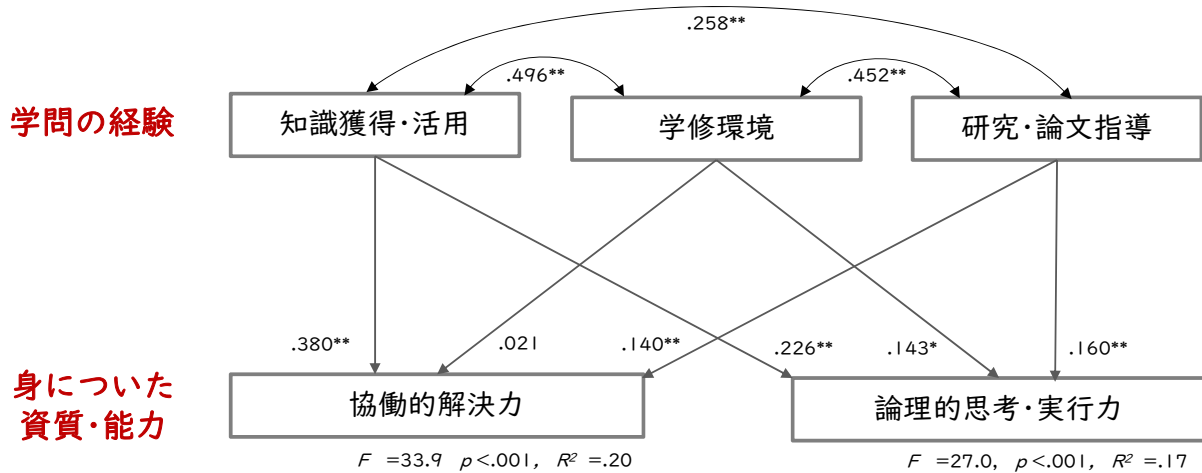 .258**
.496**
.452**
学問の経験
知識獲得・活用
学修環境
研究・論文指導
.380**
.021
.140**
.226**
.143*
.160**
身についた
資質・能力
協働的解決力
論理的思考・実行力
F =33.9 p<.001, R² =.20
F =27.0, p<.001, R² =.17